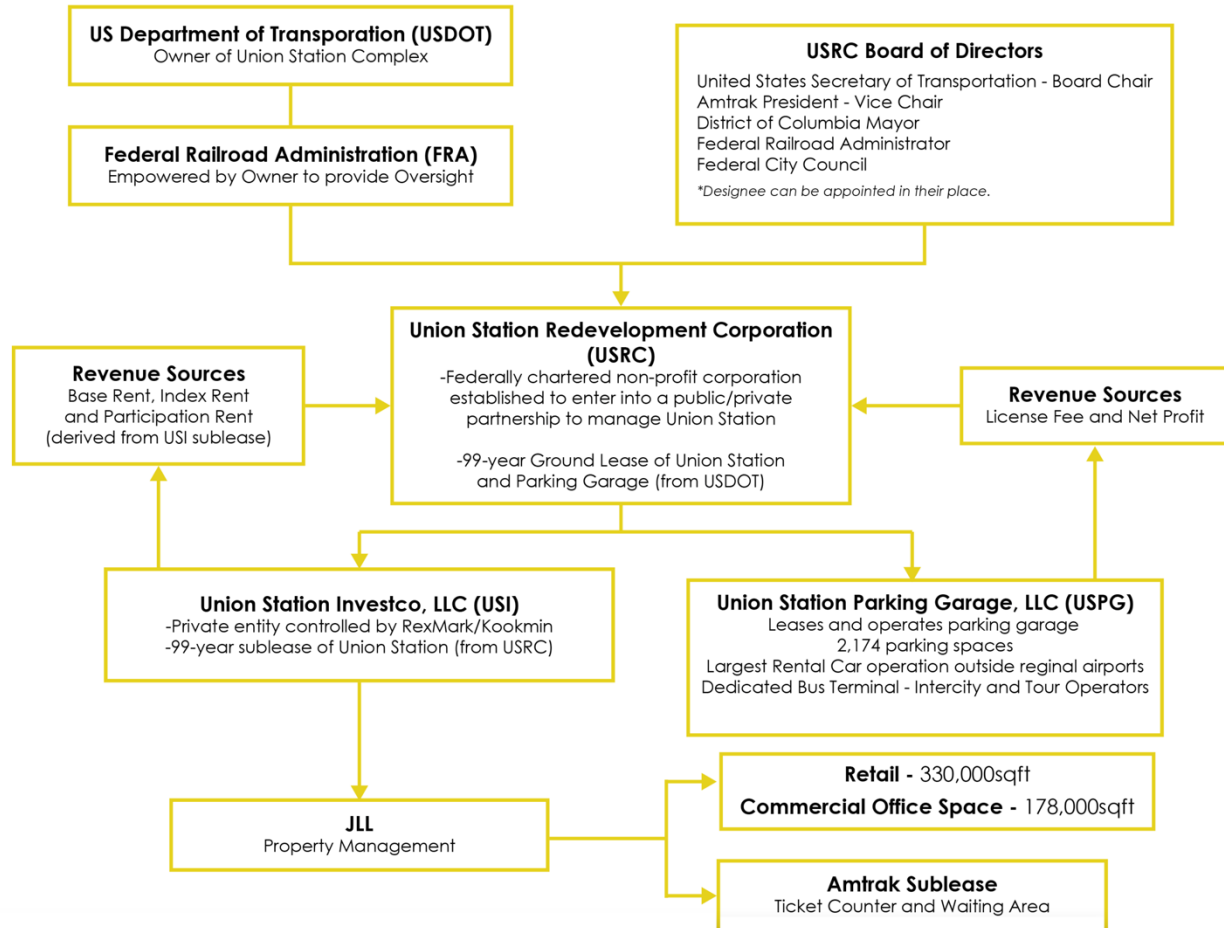 US Department of Transporation (USDOT)
Owner of Union Station Complex
USRC Board of Directors
United States Secretary of Transportation - Board Chair
Amtrak President - Vice Chair
District of Columbia Mayor
Federal Railroad Administrator
Federal City Council
*Designee can be appointed in their place.
Federal Railroad Administration (FRA)
Empowered by Owner to provide Oversight
Union Station Redevelopment Corporation
(USRC)
-Federally chartered non-profit corporation
established to enter into a public/private
partnership to manage Union Station
-99-year Ground Lease of Union Station
and Parking Garage (from USDOT)
Revenue Sources
Base Rent, Index Rent
and Participation Rent
(derived from USI sublease)
Revenue Sources
License Fee and Net Profit
Union Station Investco, LLC (USI)
-Private entity controlled by RexMark/Kookmin
-99-year sublease of Union Station (from USRC)
Union Station Parking Garage, LLC (USPG)
Leases and operates parking garage
2,174 parking spaces
Largest Rental Car operation outside reginal airports
Dedicated Bus Terminal - Intercity and Tour Operators
JLL
Property Management
Retail - 330,000sqft
Commercial Office Space - 178,000sqft
Amtrak Sublease
Ticket Counter and Waiting Area